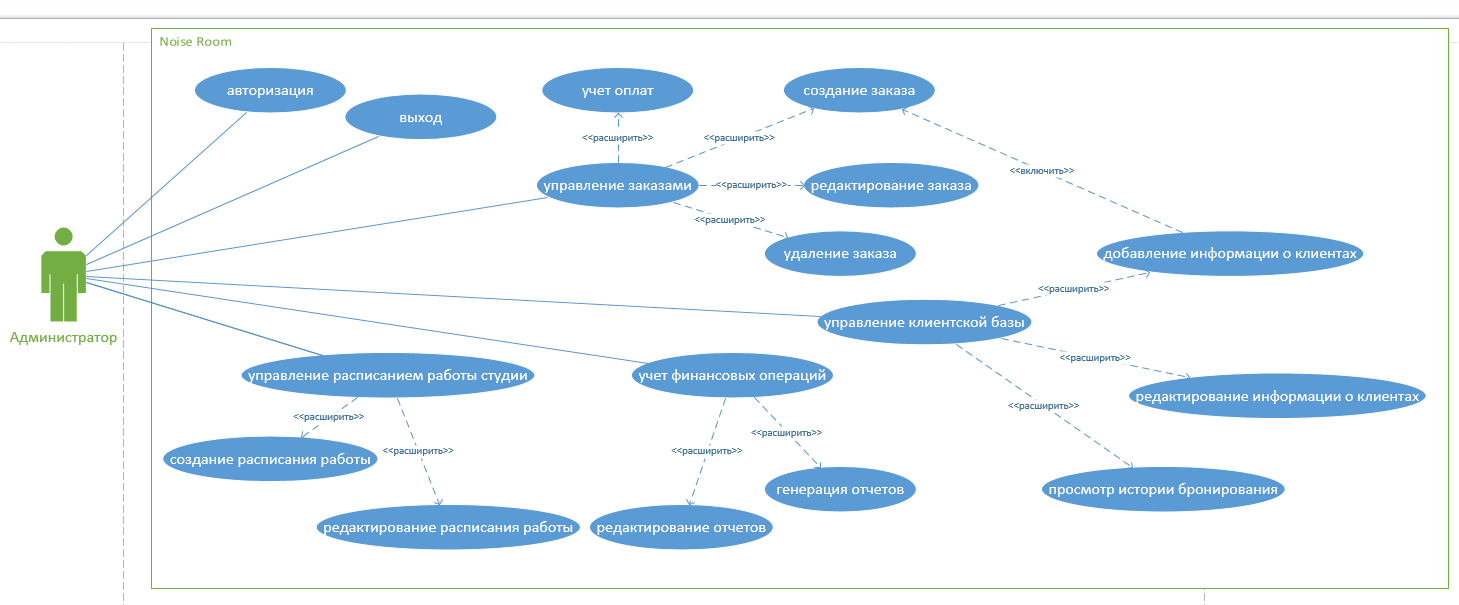 Noise Room
авторизация
выход
учет оплат
создание заказа
<<расширить>>
<<расширить>>
<<включить>>
управление заказами
<<расширить>>
редактирование заказа
<<расширить>>
удаление заказа
добавление информации о клиентах
<<расширить>>
управление клиентской базы
Администратор
<<расширить>>
управление расписанием работы студии
учет финансовых операций
редактирование информации о клиентах
<<расширить>>
<<расширить>>
<<расширить>>
<<расширить>>
<<расширить>>
создание расписания работы
генерация отчетов
просмотр истории бронирования
редактирование расписания работы
редактирование отчетов